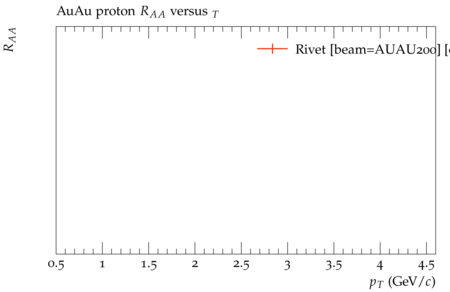 AuAu proton R_AA versus _T
R_AA
Rivet [beam=AUAU200] [
0.5 1 1.5 2 2.5 3 3.5 4 4.5
p_T (GeV/c)